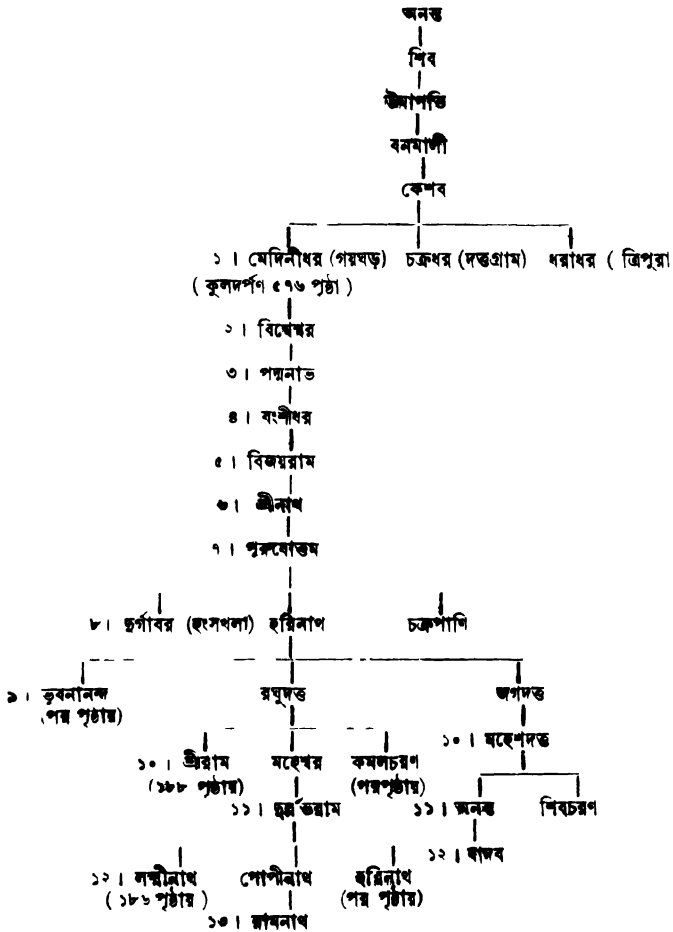 অনন্ত
শিব
উমাপতি
বনমালী
কেশব
১। মেদিনীধর (গয়ঘড়) চক্রধর (দত্তগ্রাম) ধরাধর ( ত্রিপুরা
( কুলদর্পণ ৫৭৬ পৃষ্ঠা )
২। বিশ্বেশ্বর
৩। পদ্মনাভ
৪। বংশীধর
৫। বিজয়রাম
৬। শ্রীনাথ
৭। পুরুষোত্তম
৮। দুর্গাবর (হংসখলা) হরিনাথ চক্রপাণি
৯। ভুবনানন্দ রঘুদত্ত জগদত্ত
(পর পৃষ্ঠায়)
১০। মহেশদত্ত
১০। শ্রীরাম মহেশ্বর কমলচরণ
(১৮৮ পৃষ্ঠায়) (পরপৃষ্ঠায়)
১১। দুর্ল্লভরাম ১১। অনন্ত শিবচরণ
১২। যাদব
১২। লক্ষ্মীনাথ গোপীনাথ হরিনাথ
(১৮৬ পৃষ্ঠায়) (পর পৃষ্ঠায়)
১৩। রামনাথ